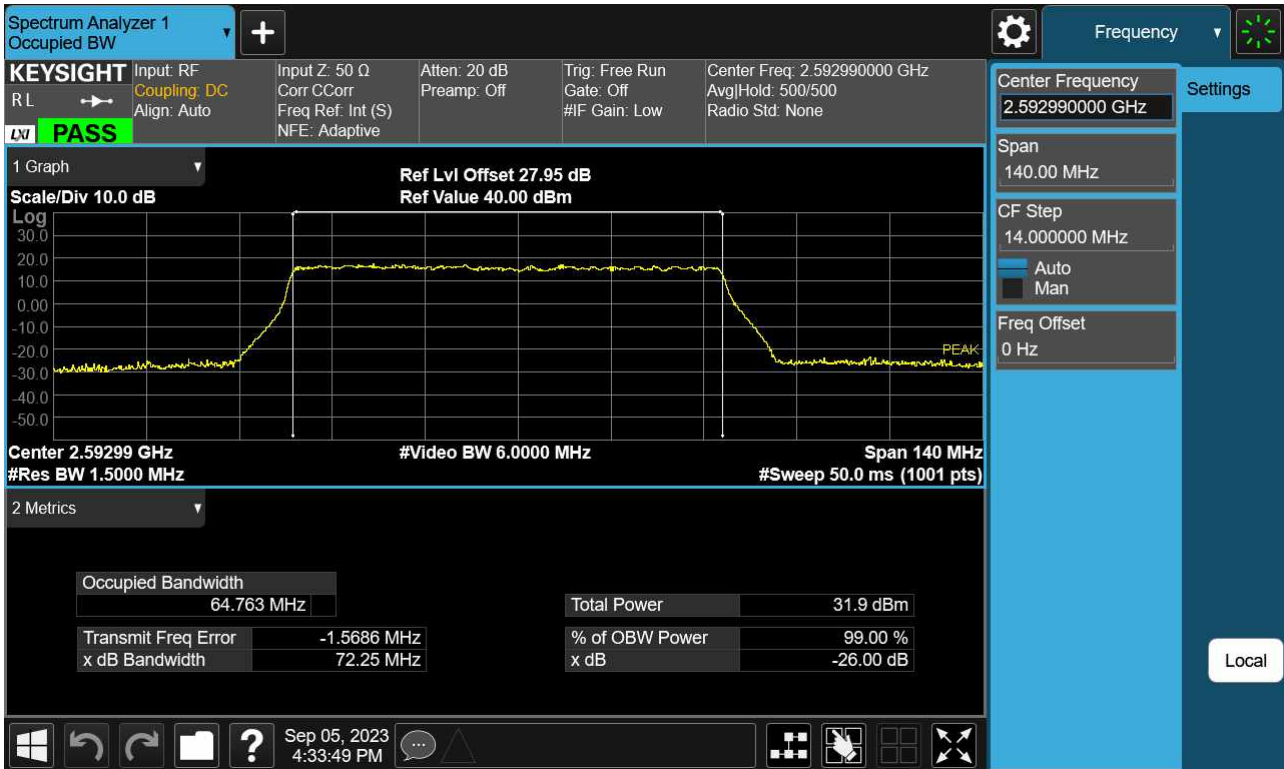 Spectrum Analyzer 1
Occupied BW
+
Frequency
KEYSIGHT
R L
LXI
PASS
Input: RF
Coupling: DC
Align: Auto
Input Z: 50 Ω
Corr CCorr
Freq Ref: Int (S)
NFE: Adaptive
Atten: 20 dB
Preamp: Off
Trig: Free Run
Gate: Off
#IF Gain: Low
Center Freq: 2.592990000 GHz
Avg|Hold: 500/500
Radio Std: None
Center Frequency
2.592990000 GHz
Settings
Span
140.00 MHz
CF Step
14.000000 MHz
Auto
Man
Freq Offset
0 Hz
Local
1 Graph
Scale/Div 10.0 dB
Ref Lvl Offset 27.95 dB
Ref Value 40.00 dBm
Log
30.0
20.0
10.0
0.00
-10.0
-20.0
-30.0
-40.0
-50.0
PEAK
Center 2.59299 GHz
#Res BW 1.5000 MHz
#Video BW 6.0000 MHz
Span 140 MHz
#Sweep 50.0 ms (1001 pts)
2 Metrics
Occupied Bandwidth
64.763 MHz
Total Power 31.9 dBm
Transmit Freq Error -1.5686 MHz
% of OBW Power 99.00 %
x dB Bandwidth 72.25 MHz
x dB -26.00 dB
?
Sep 05, 2023
4:33:49 PM